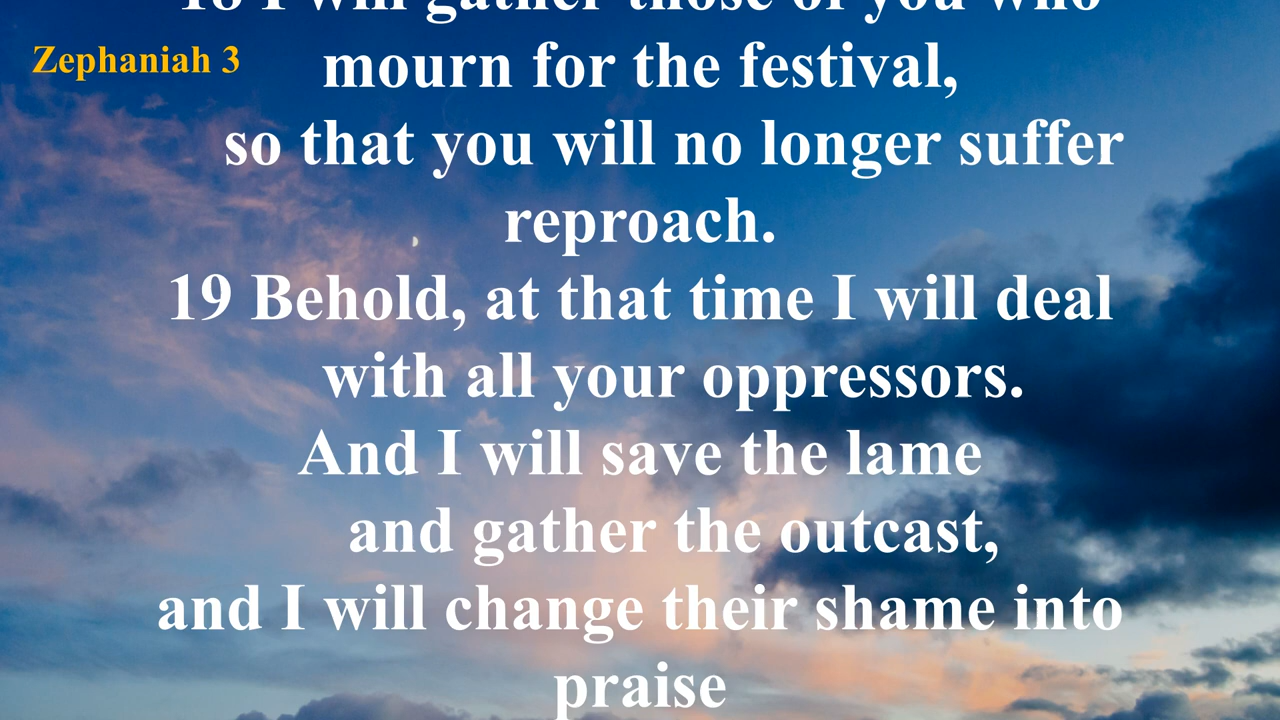 18 I will gather those of you who
Zephaniah 3
mourn for the festival,
so that you will no longer suffer
reproach.
19 Behold, at that time I will deal
with all your oppressors.
And I will save the lame
and gather the outcast,
and I will change their shame into
praise